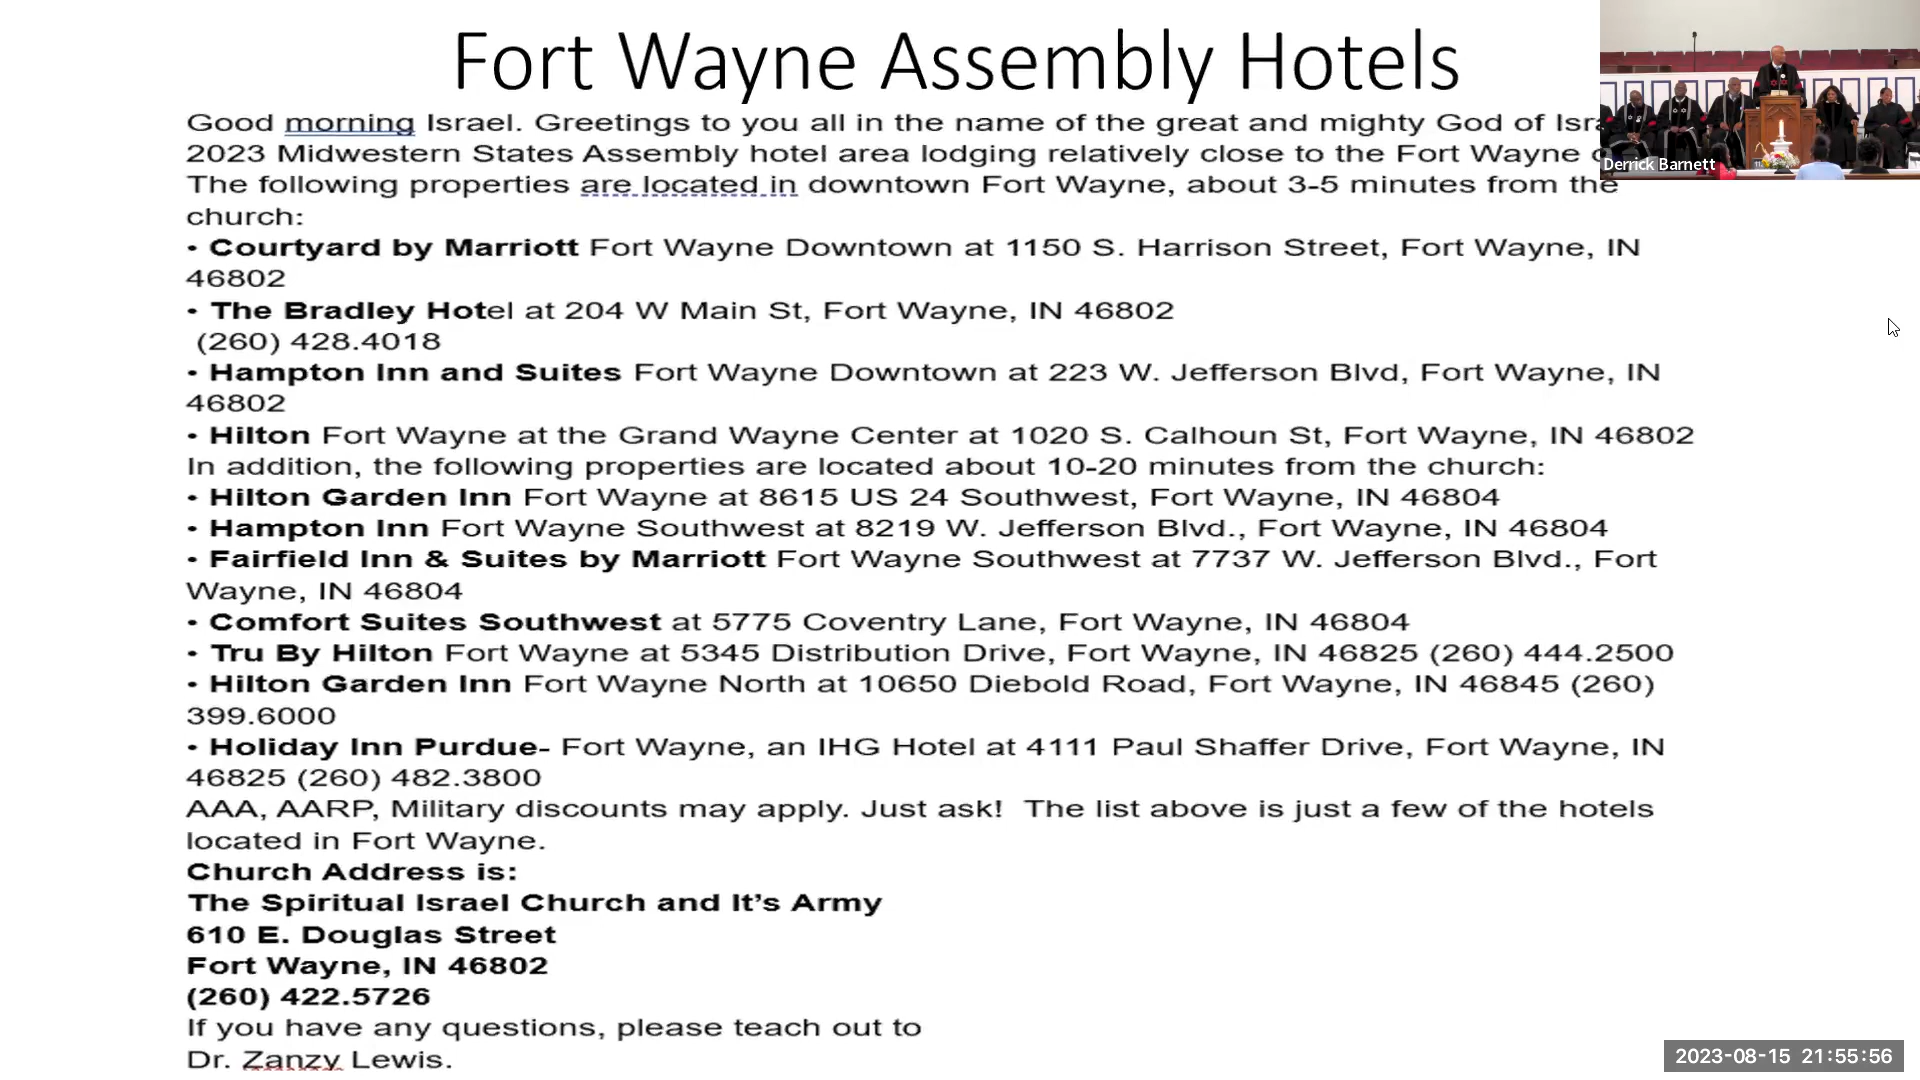 Fort Wayne Assembly Hotels
Good morning Israel. Greetings to you all in the name of the great and mighty God of
2023 Midwestern States Assembly hotel area lodging relatively close to the Fort Wayne
The following properties are located in downtown Fort Wayne, about 3-5 minutes from the
church:
• Courtyard by Marriott Fort Wayne Downtown at 1150 S. Harrison Street, Fort Wayne, IN
46802
• The Bradley Hotel at 204 W Main St, Fort Wayne, IN 46802
(260) 428.4018
• Hampton Inn and Suites Fort Wayne Downtown at 223 W. Jefferson Blvd, Fort Wayne, IN
46802
• Hilton Fort Wayne at the Grand Wayne Center at 1020 S. Calhoun St, Fort Wayne, IN 46802
In addition, the following properties are located about 10-20 minutes from the church:
• Hilton Garden Inn Fort Wayne at 8615 US 24 Southwest, Fort Wayne, IN 46804
• Hampton Inn Fort Wayne Southwest at 8219 W. Jefferson Blvd., Fort Wayne, IN 46804
• Fairfield Inn & Suites by Marriott Fort Wayne Southwest at 7737 W. Jefferson Blvd., Fort
Wayne, IN 46804
• Comfort Suites Southwest at 5775 Coventry Lane, Fort Wayne, IN 46804
• Tru By Hilton Fort Wayne at 5345 Distribution Drive, Fort Wayne, IN 46825 (260) 444.2500
• Hilton Garden Inn Fort Wayne North at 10650 Diebold Road, Fort Wayne, IN 46845 (260)
399.6000
• Holiday Inn Purdue- Fort Wayne, an IHG Hotel at 4111 Paul Shaffer Drive, Fort Wayne, IN
46825 (260) 482.3800
AAA, AARP, Military discounts may apply. Just ask!  The list above is just a few of the hotels
located in Fort Wayne.
Church Address is:
The Spiritual Israel Church and It’s Army
610 E. Douglas Street
Fort Wayne, IN 46802
(260) 422.5726
If you have any questions, please teach out to
Dr. Zanzy Lewis.
Derrick Barnett
2023-08-15 21:55:56